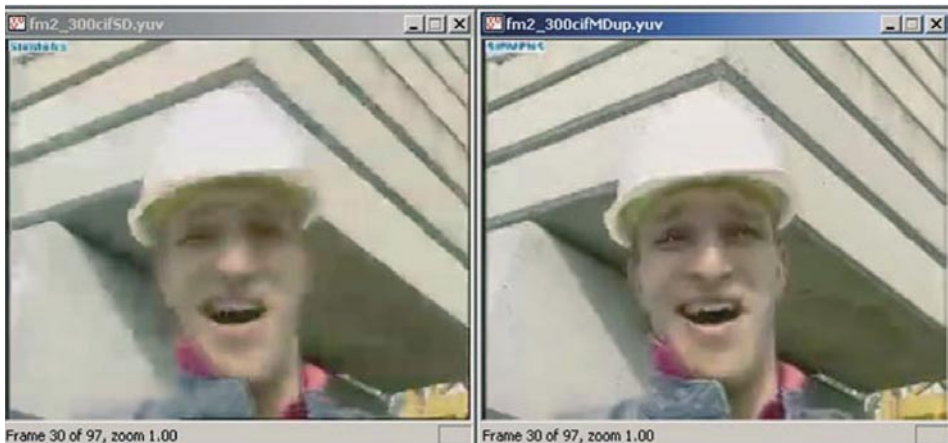 fm2_300cifSD.yuv
fm2_300cifMDup.yuv
Frame 30 of 97, zoom 1.00
Frame 30 of 97, zoom 1.00